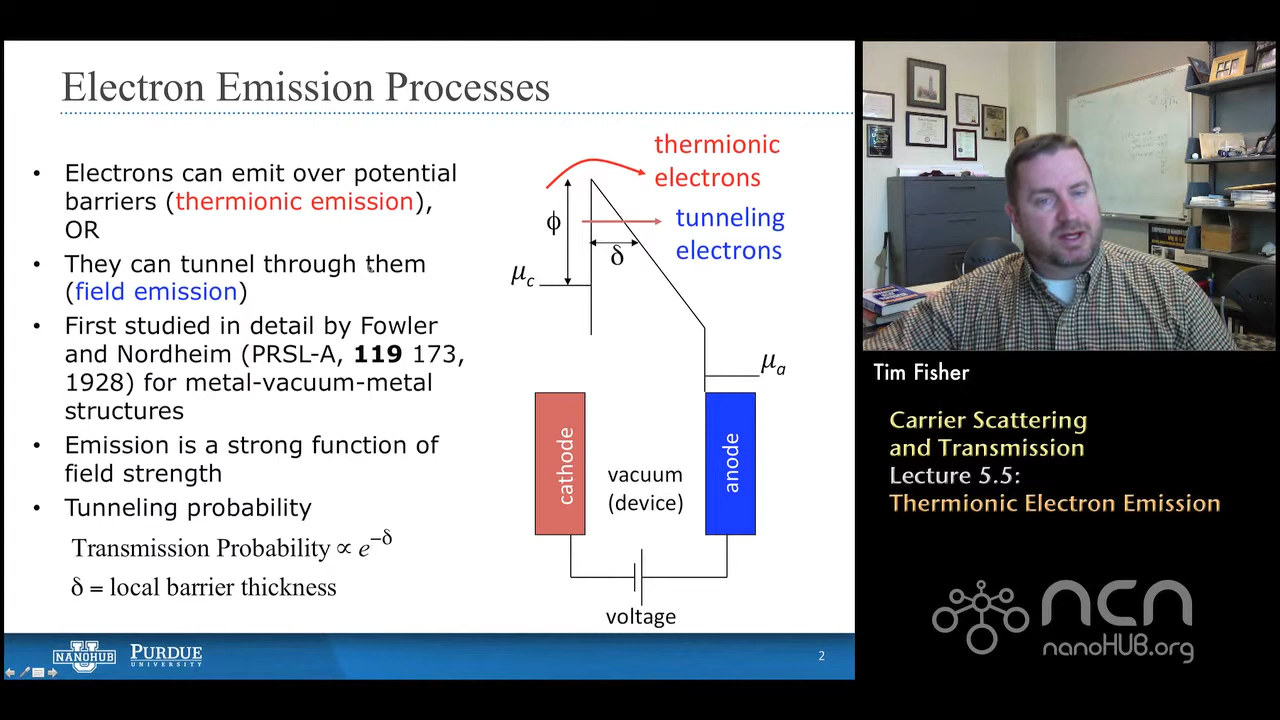 Electron Emission Processes
• Electrons can emit over potential
barriers (thermionic emission),
OR
• They can tunnel through them
(field emission)
• First studied in detail by Fowler
and Nordheim (PRSL-A, 119 173,
1928) for metal-vacuum-metal
structures
• Emission is a strong function of
field strength
• Tunneling probability
Transmission Probability ∝ e^−δ
δ = local barrier thickness
thermionic
electrons
tunneling
electrons
ϕ
δ
μc
μa
cathode
vacuum
(device)
anode
voltage
NANOHUB
U
PURDUE
UNIVERSITY
2
Tim Fisher
Carrier Scattering
and Transmission
Lecture 5.5:
Thermionic Electron Emission
ncn
nanoHUB.org